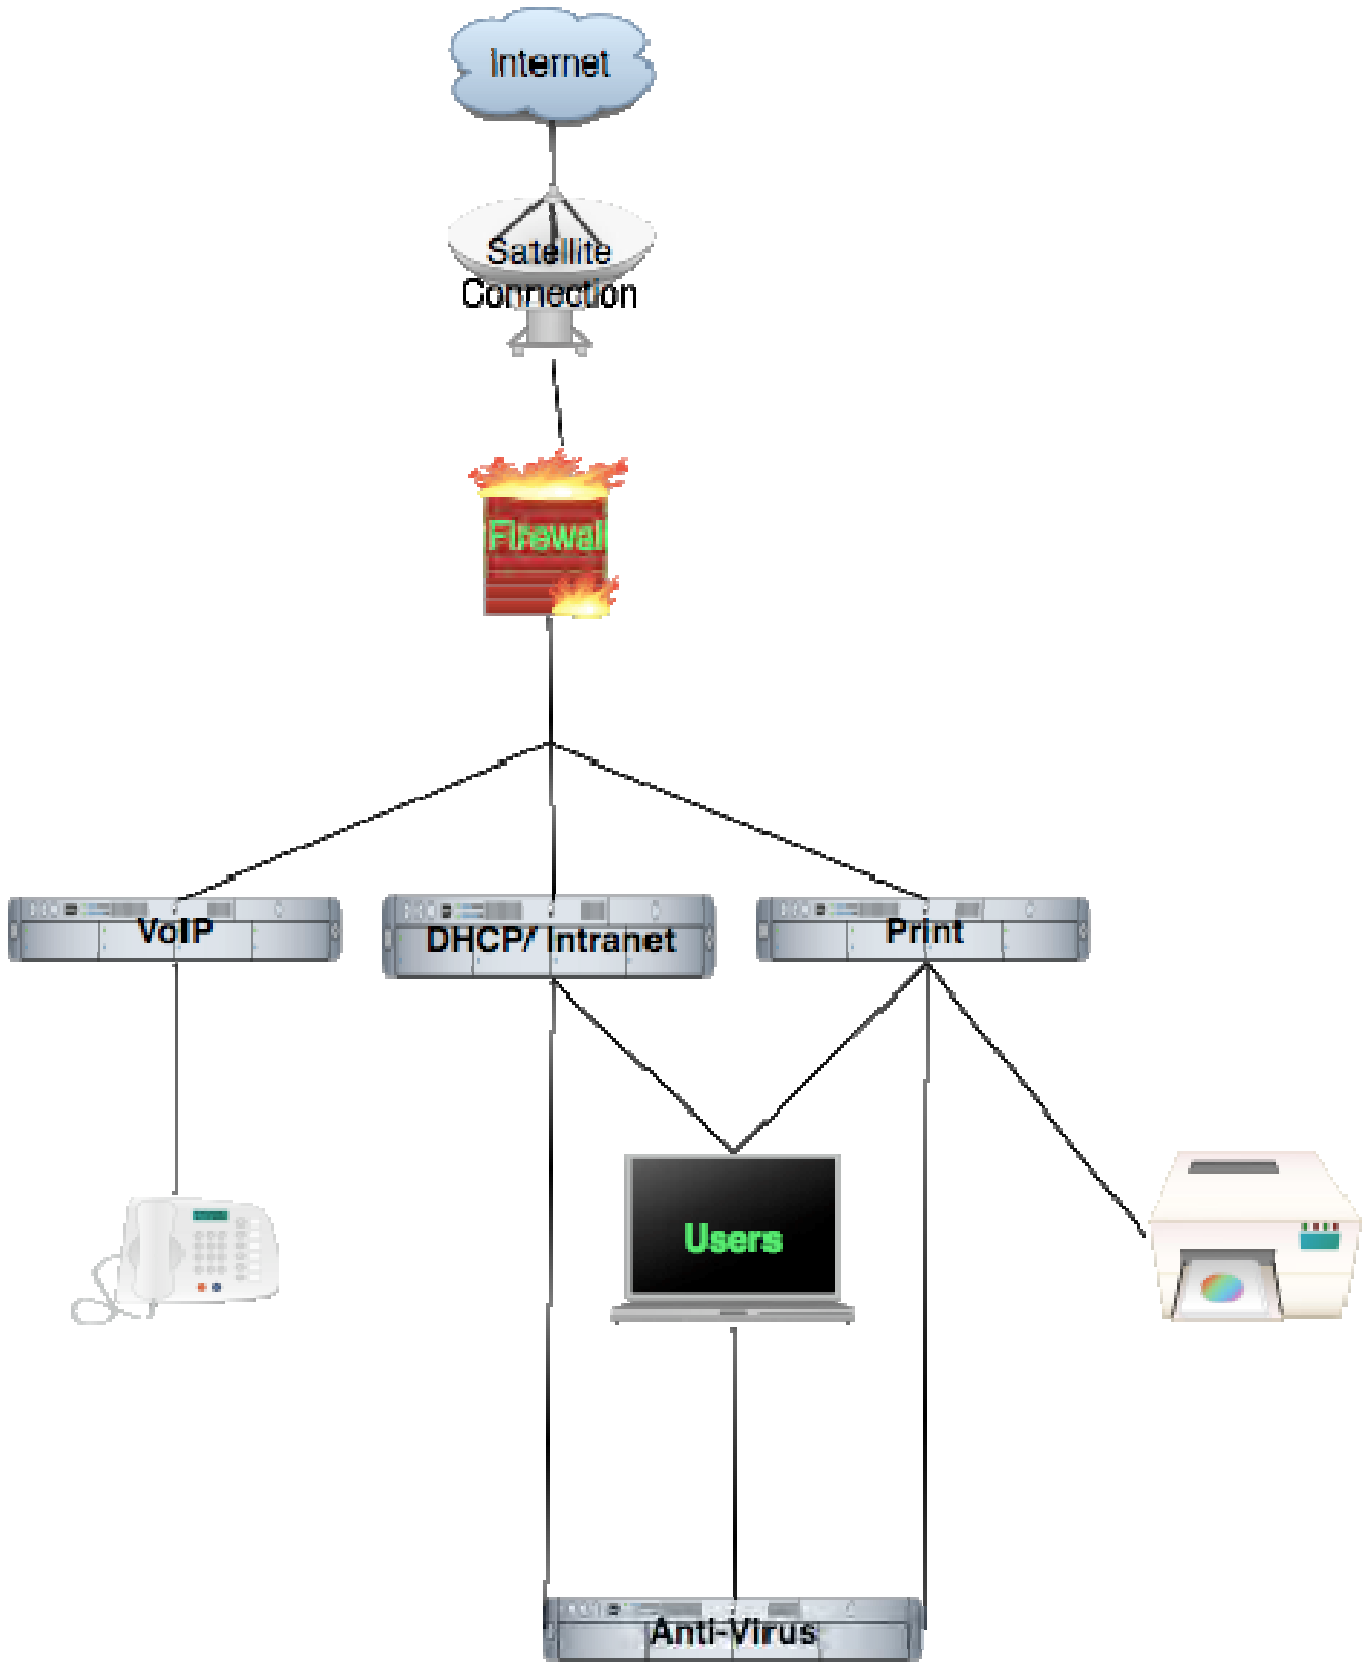 Internet
Satellite
Connection
Firewall
VoIP
DHCP/ Intranet
Print
Users
Anti-Virus